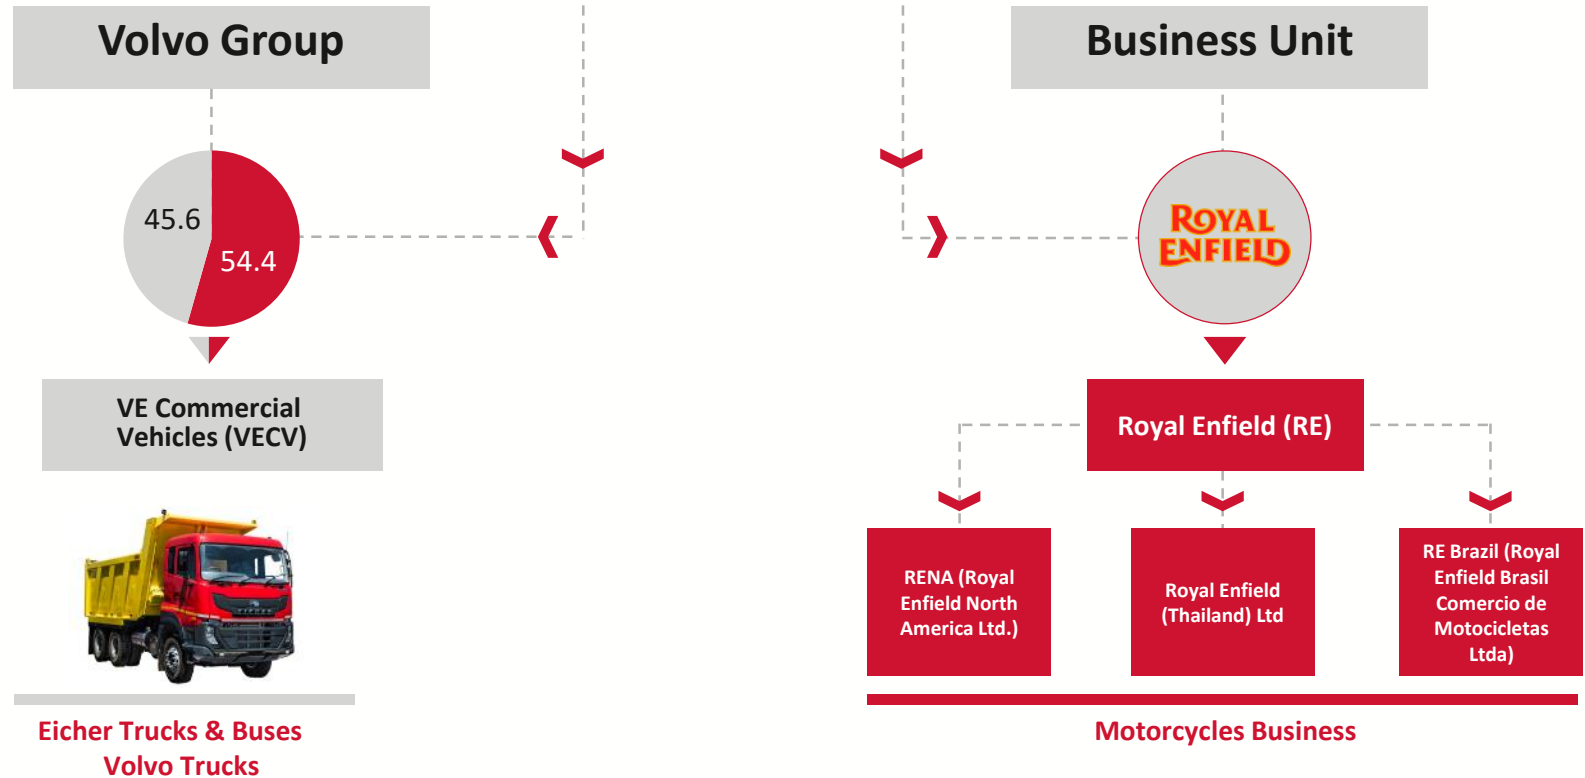 Volvo Group
Business Unit
45.6
54.4
ROYAL
ENFIELD
VE Commercial
Vehicles (VECV)
Royal Enfield (RE)
RENA (Royal
Enfield North
America Ltd.)
Royal Enfield
(Thailand) Ltd
RE Brazil (Royal
Enfield Brasil
Comercio de
Motocicletas
Ltda)
EICHER
Eicher Trucks & Buses
Volvo Trucks
Motorcycles Business